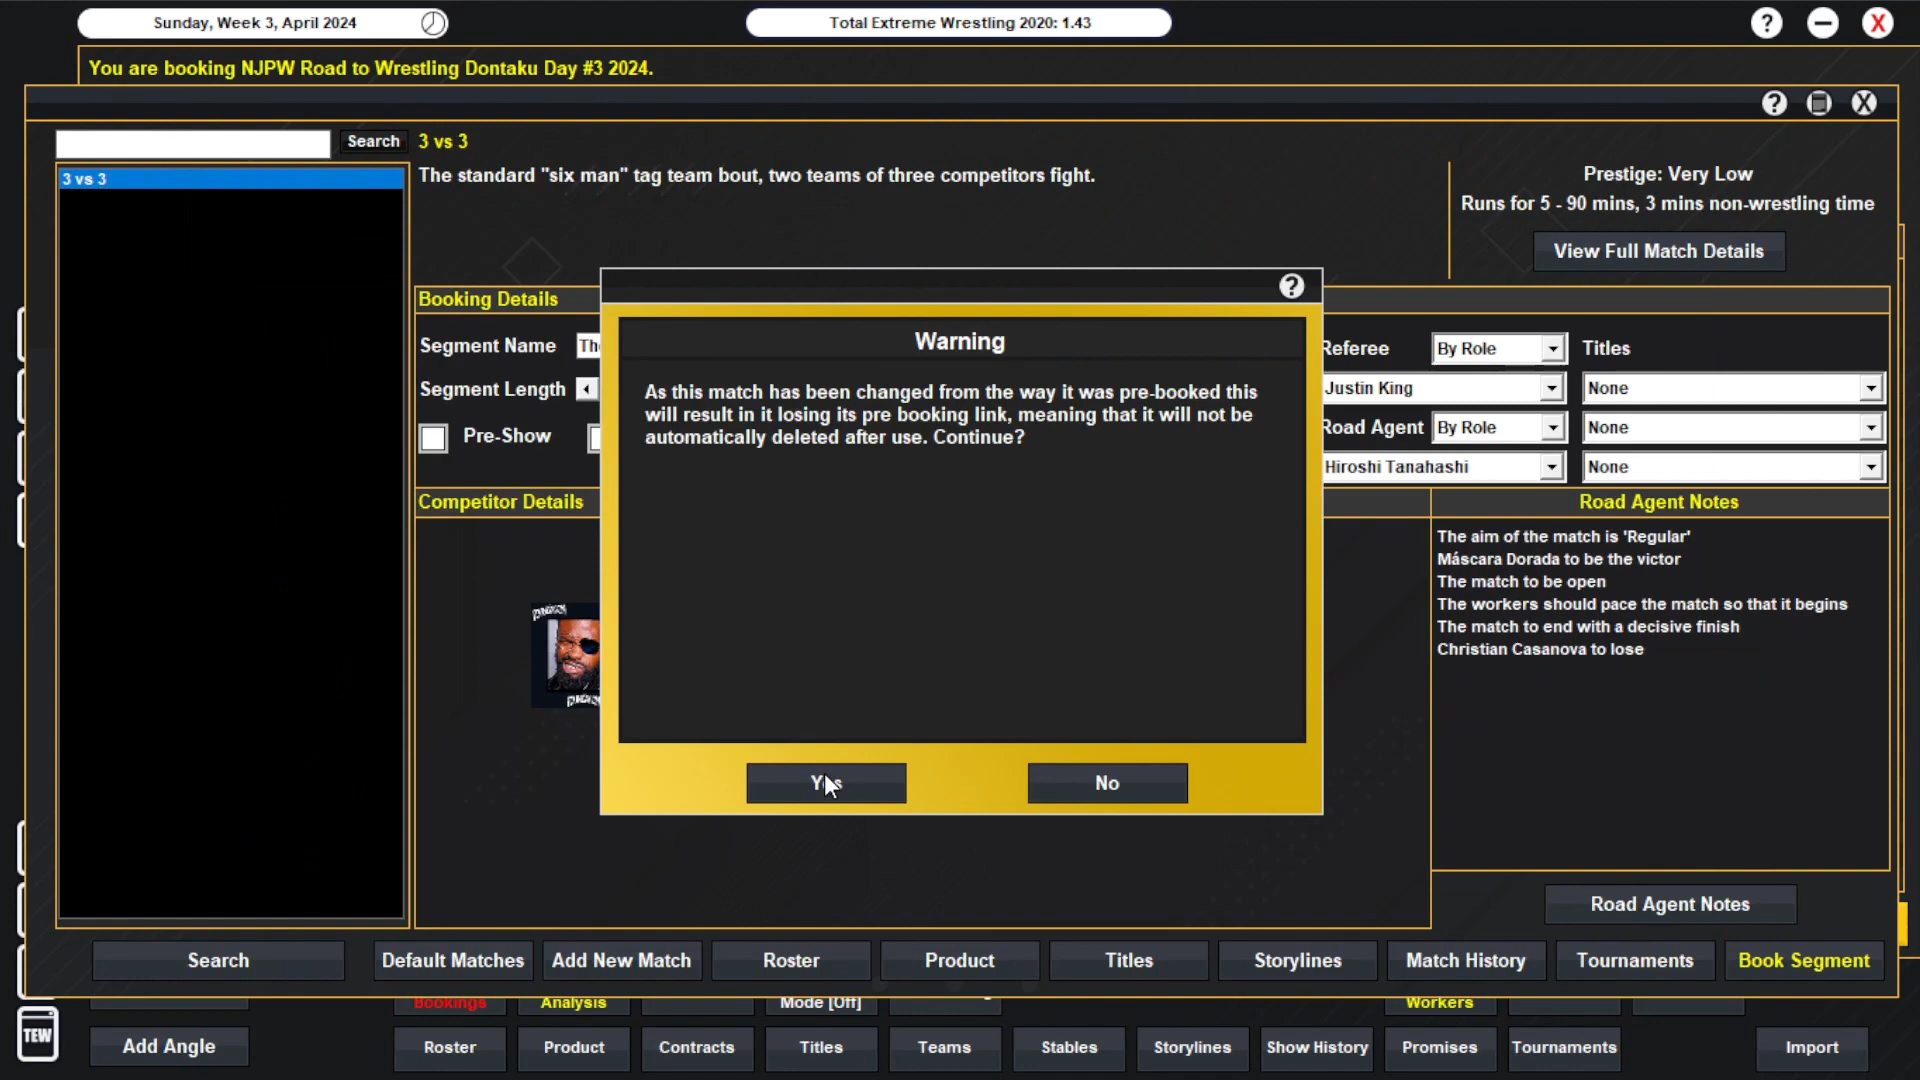 Sunday, Week 3, April 2024
Total Extreme Wrestling 2020: 1.43
?
X
You are booking NJPW Road to Wrestling Dontaku Day #3 2024.
?
X
Search
3 vs 3
3 vs 3
The standard "six man" tag team bout, two teams of three competitors fight.
Prestige: Very Low
Runs for 5 - 90 mins, 3 mins non-wrestling time
View Full Match Details
Booking Details
Segment Name
Segment Length
Pre-Show
?
Warning
As this match has been changed from the way it was pre-booked this
will result in it losing its pre booking link, meaning that it will not be
automatically deleted after use. Continue?
Yes
No
Referee
By Role
Titles
Justin King
None
Road Agent
By Role
None
Hiroshi Tanahashi
None
Competitor Details
Road Agent Notes
The aim of the match is 'Regular'
Máscara Dorada to be the victor
The match to be open
The workers should pace the match so that it begins
The match to end with a decisive finish
Christian Casanova to lose
Road Agent Notes
Search
Default Matches
Add New Match
Roster
Product
Titles
Storylines
Match History
Tournaments
Book Segment
Bookings
Analysis
Mode [Off]
Workers
TEW
Add Angle
Roster
Product
Contracts
Titles
Teams
Stables
Storylines
Show History
Promises
Tournaments
Import